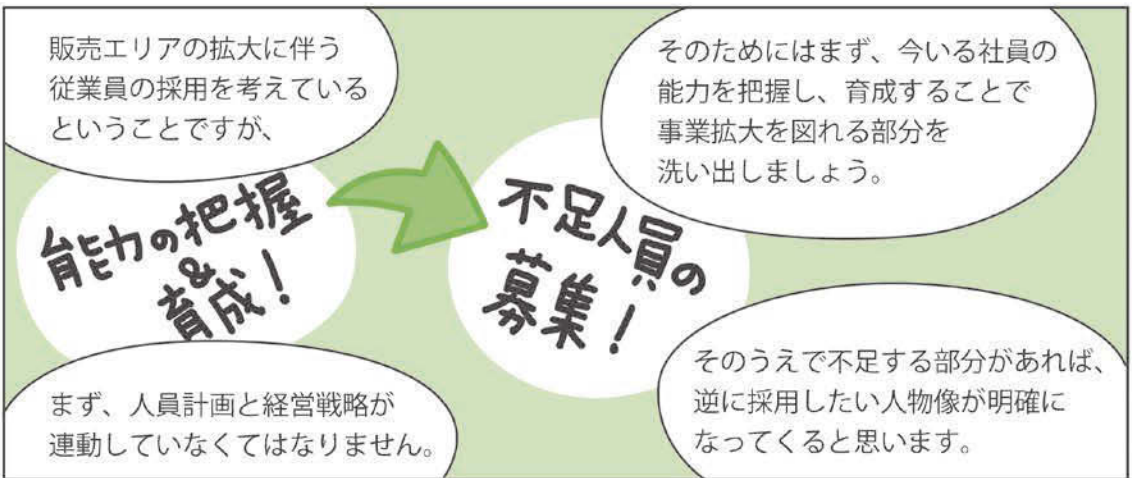 販売エリアの拡大に伴う
従業員の採用を考えている
ということですが、
能力の把握
&
育成！
まず、人員計画と経営戦略が
連動していなくてはなりません。
そのためにはまず、今いる社員の
能力を把握し、育成することで
事業拡大を図れる部分を
洗い出しましょう。
不足人員の
募集！
そのうえで不足する部分があれば、
逆に採用したい人物像が明確に
なってくると思います。